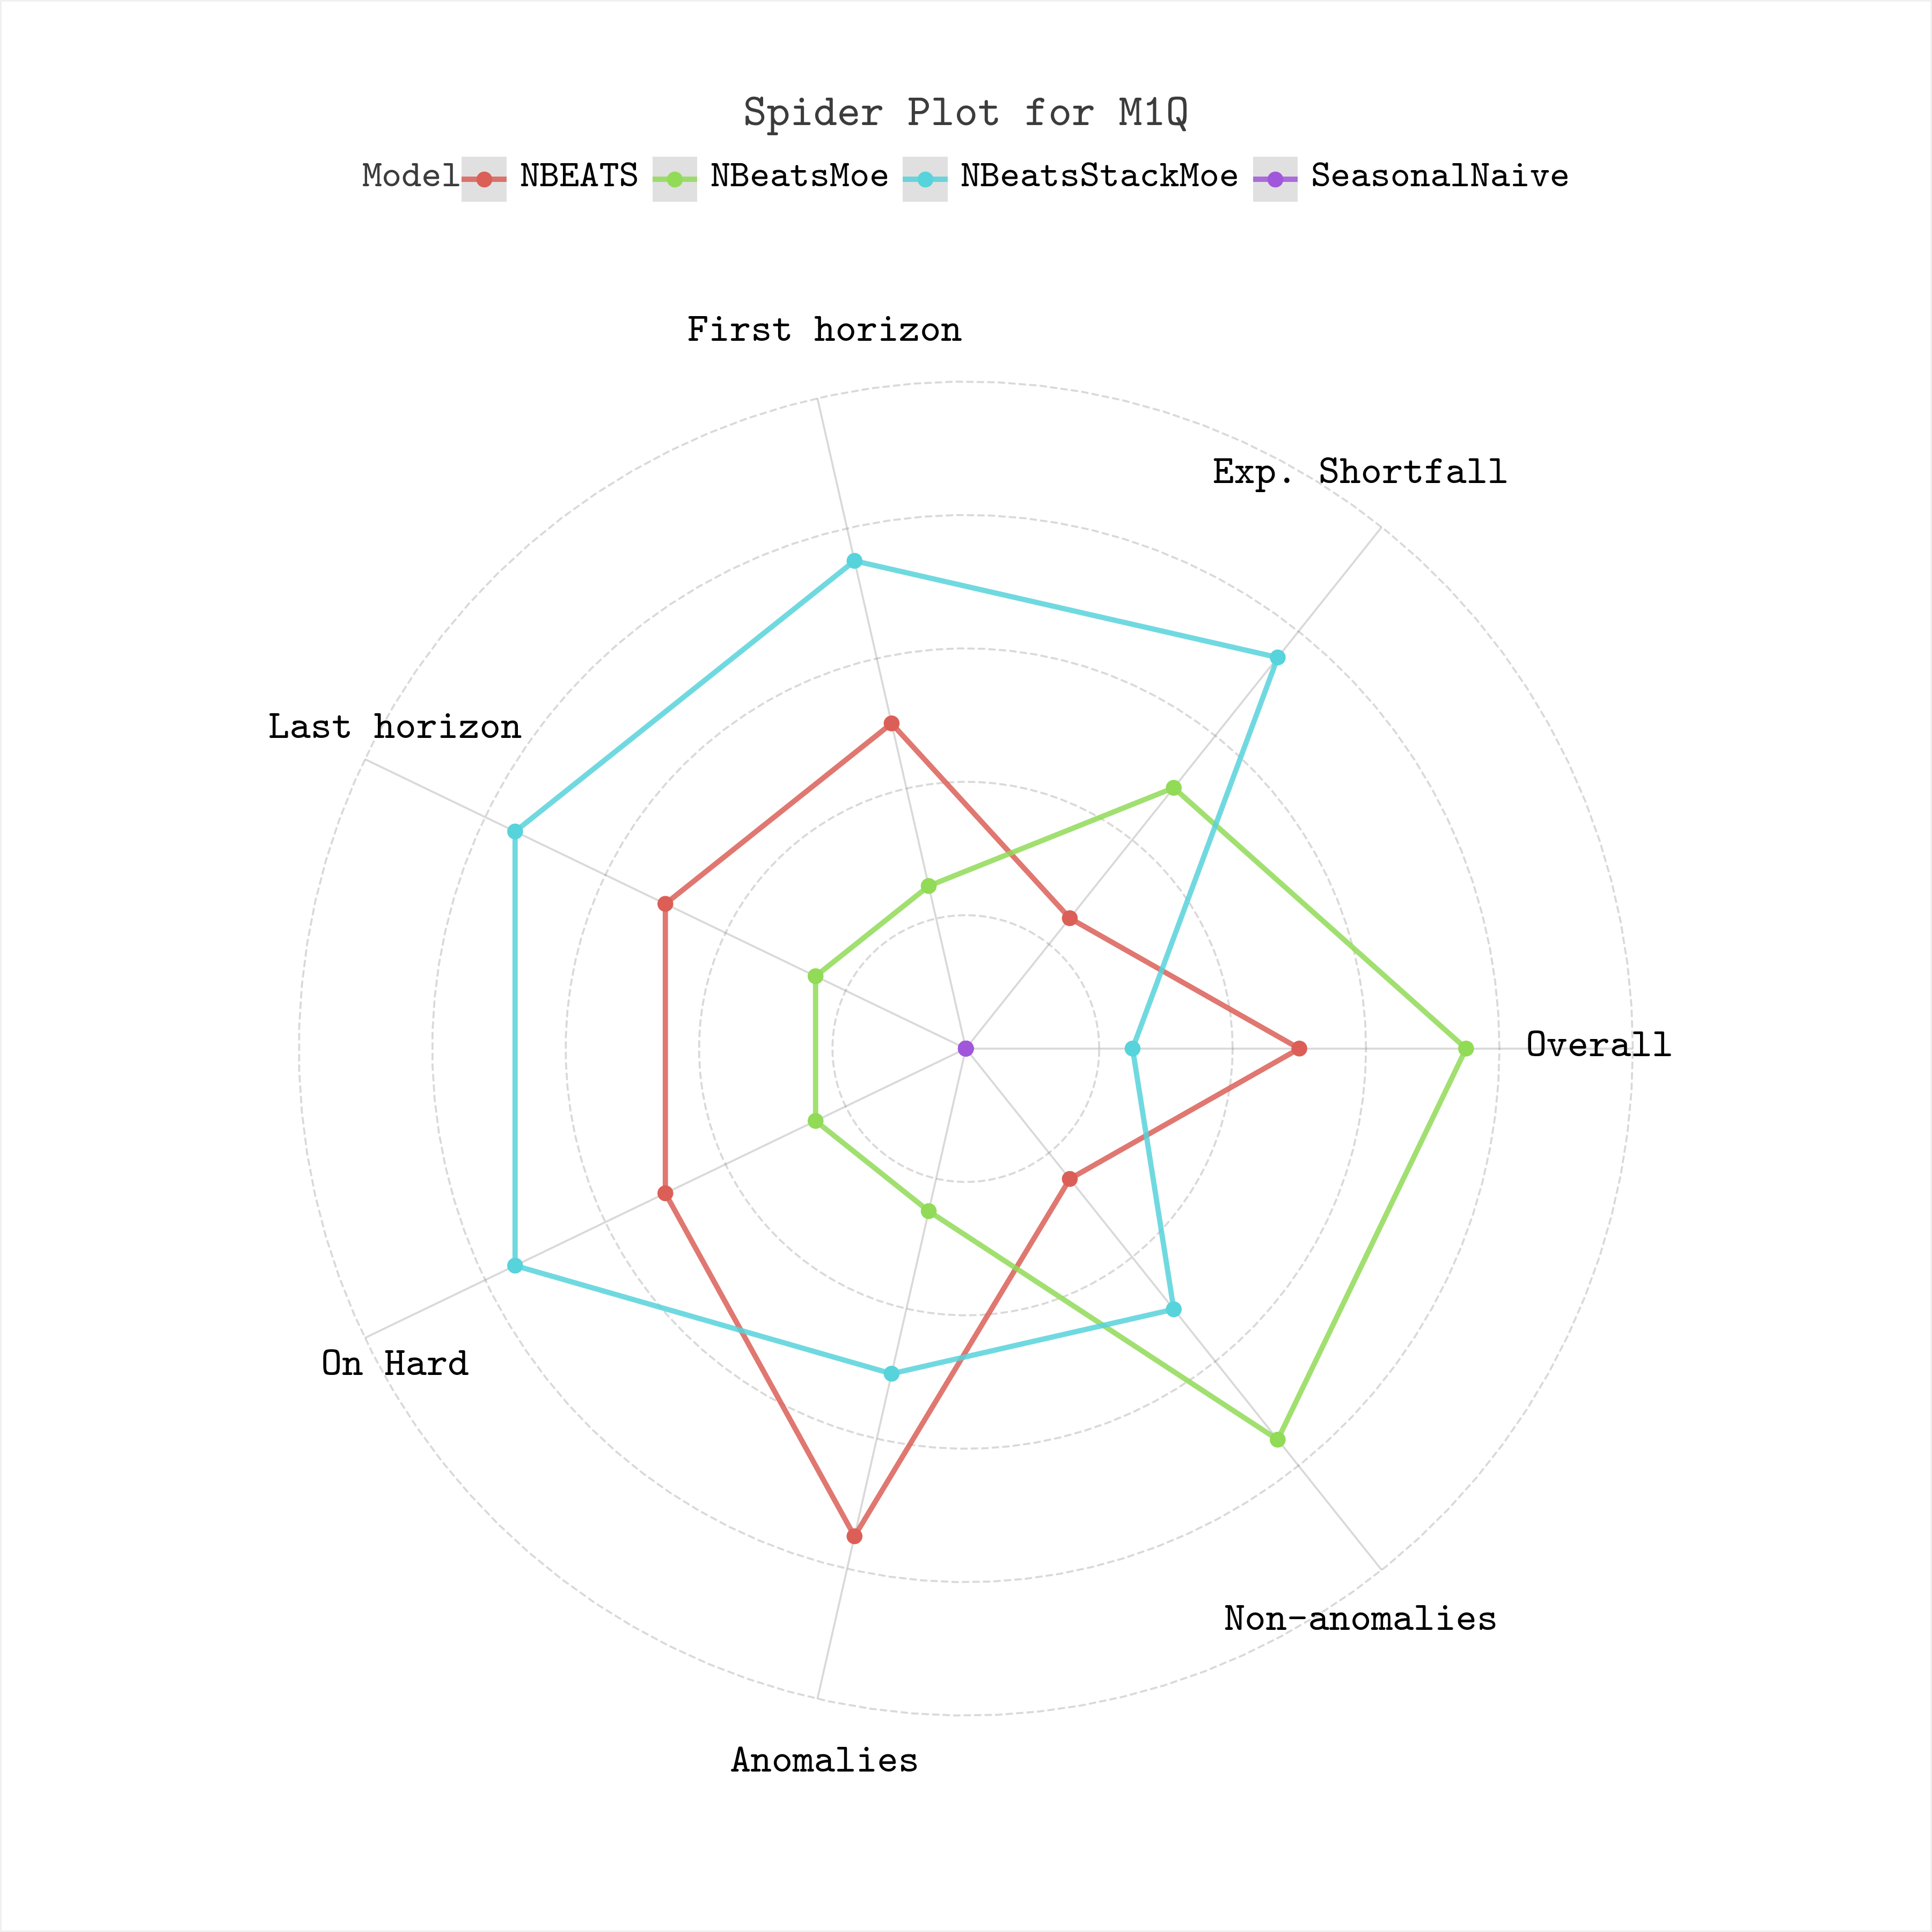 Spider Plot for M1Q
Model NBEATS NBeatsMoe NBeatsStackMoe SeasonalNaive
First horizon
Exp. Shortfall
Last horizon
Overall
On Hard
Non-anomalies
Anomalies